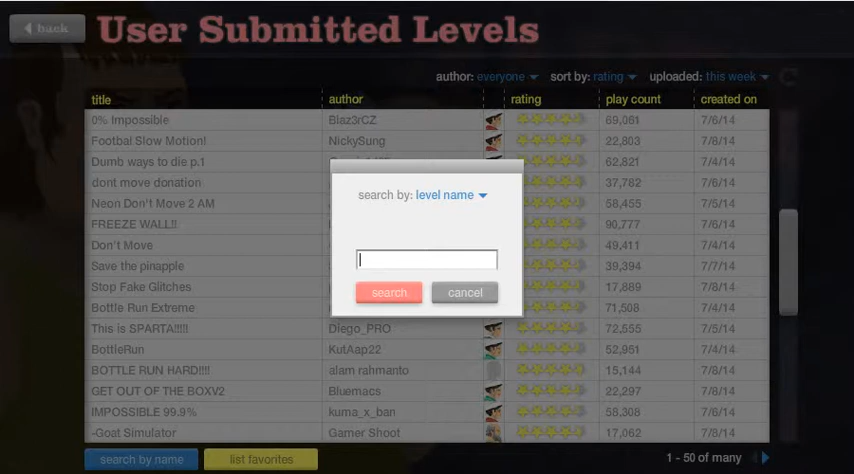 back
User Submitted Levels
author: everyone sort by: rating uploaded: this week
title author rating play count created on
0% Impossible Blaz3rCZ 69,061 7/6/14
Footbal Slow Motion! NickySung 22,803 7/8/14
Dumb ways to die p.1 62,821 7/4/14
dont move donation 37,782 7/6/14
Neon Don't Move 2 AM 58,455 7/5/14
FREEZE WALL!! 90,777 7/6/14
Don't Move 49,411 7/4/14
Save the pinapple 39,394 7/7/14
Stop Fake Glitches 17,889 7/8/14
Bottle Run Extreme 71,508 7/4/14
This is SPARTA!!!!! Diego_PRO 72,555 7/5/14
BottleRun KutAap22 52,951 7/4/14
BOTTLE RUN HARD!!!! alam rahmanto 15,144 7/8/14
GET OUT OF THE BOXV2 Bluemacs 22,297 7/8/14
IMPOSSIBLE 99.9% kuma_x_ban 58,308 7/6/14
-Goat Simulator Gamer Shoot 17,062 7/8/14
search by: level name
search cancel
search by name list favorites 1 - 50 of many